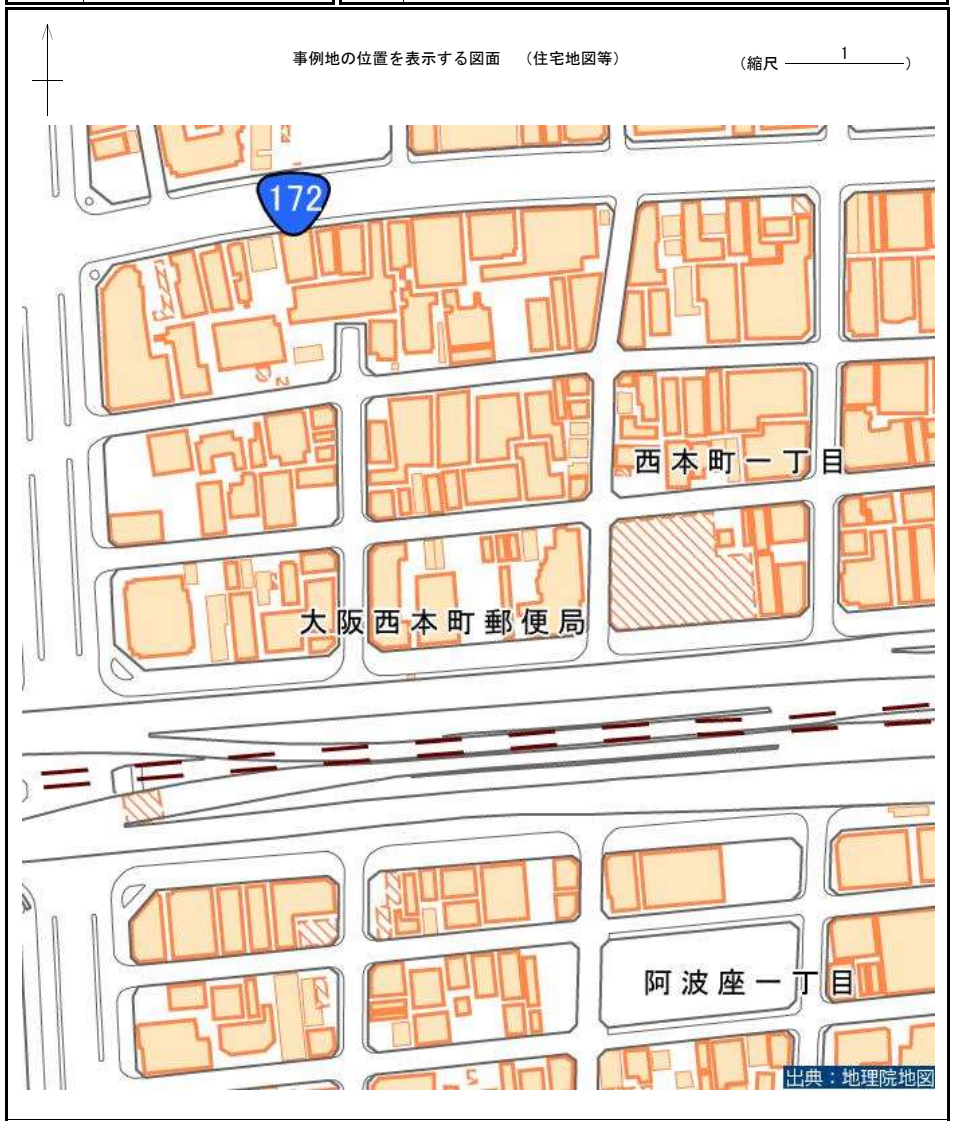 事例地の位置を表示する図面 （住宅地図等）
（縮尺 1 ）
172
西本町一丁目
大阪西本町郵便局
阿波座一丁目
出典：地理院地図